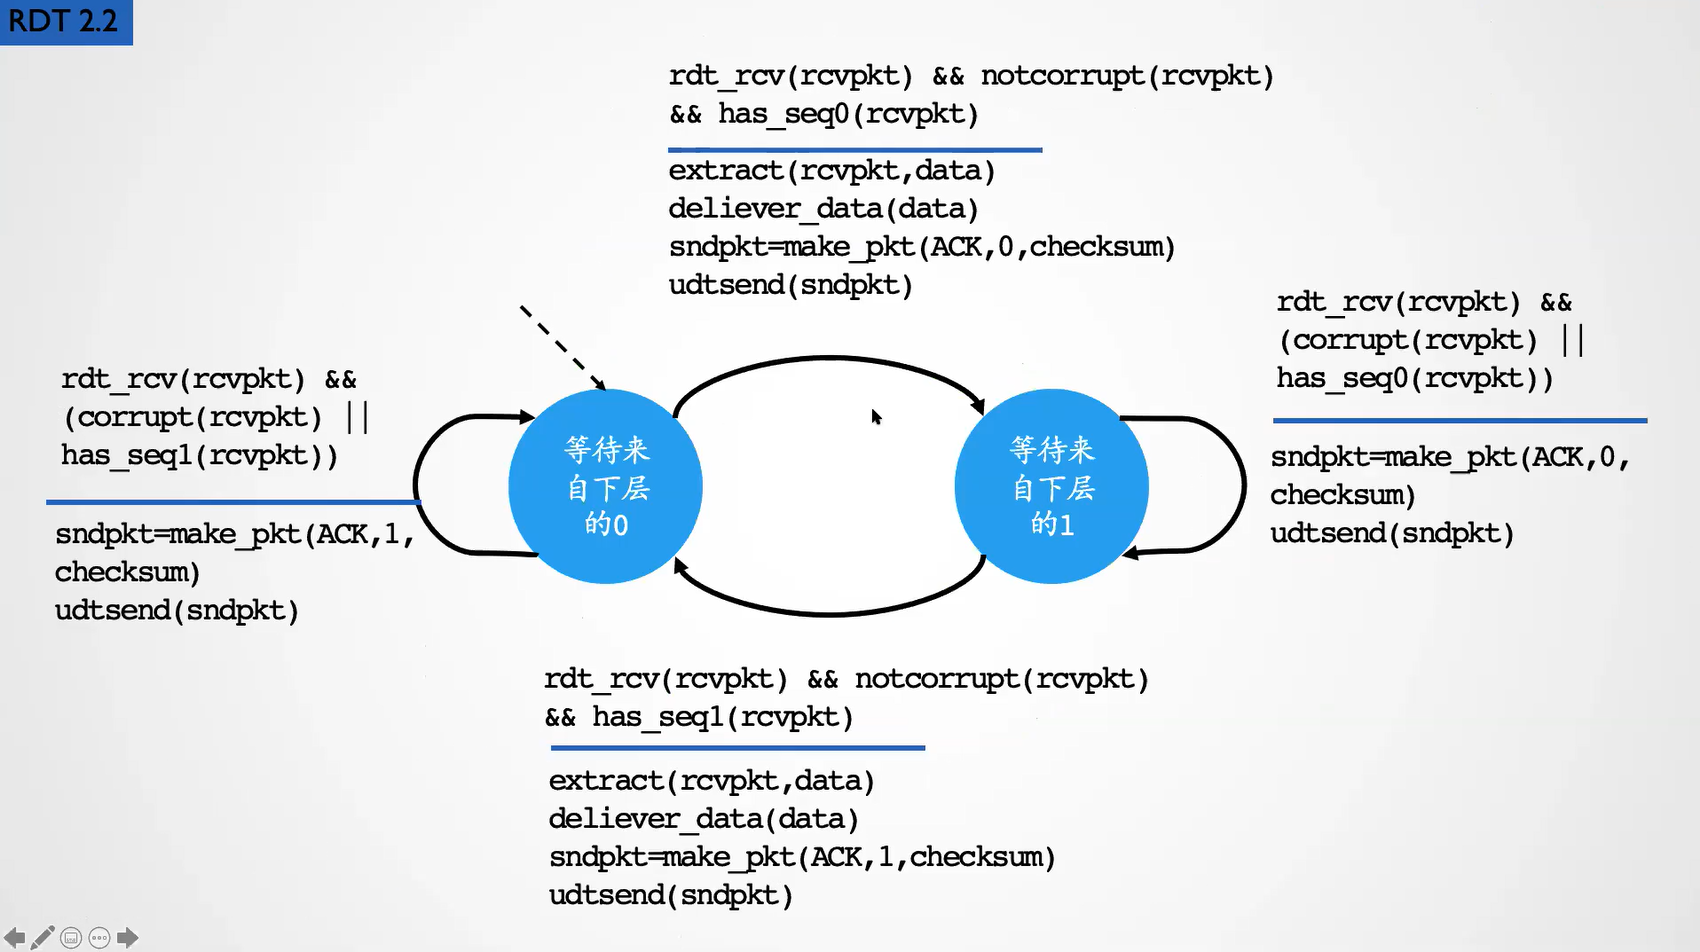 RDT 2.2
rdt_rcv(rcvpkt) && notcorrupt(rcvpkt)
&& has_seq0(rcvpkt)
extract(rcvpkt,data)
deliever_data(data)
sndpkt=make_pkt(ACK,0,checksum)
udtsend(sndpkt)
rdt_rcv(rcvpkt) &&
(corrupt(rcvpkt) ||
has_seq1(rcvpkt))
sndpkt=make_pkt(ACK,1,
checksum)
udtsend(sndpkt)
等待来
自下层
的0
等待来
自下层
的1
rdt_rcv(rcvpkt) &&
(corrupt(rcvpkt) ||
has_seq0(rcvpkt))
sndpkt=make_pkt(ACK,0,
checksum)
udtsend(sndpkt)
rdt_rcv(rcvpkt) && notcorrupt(rcvpkt)
&& has_seq1(rcvpkt)
extract(rcvpkt,data)
deliever_data(data)
sndpkt=make_pkt(ACK,1,checksum)
udtsend(sndpkt)